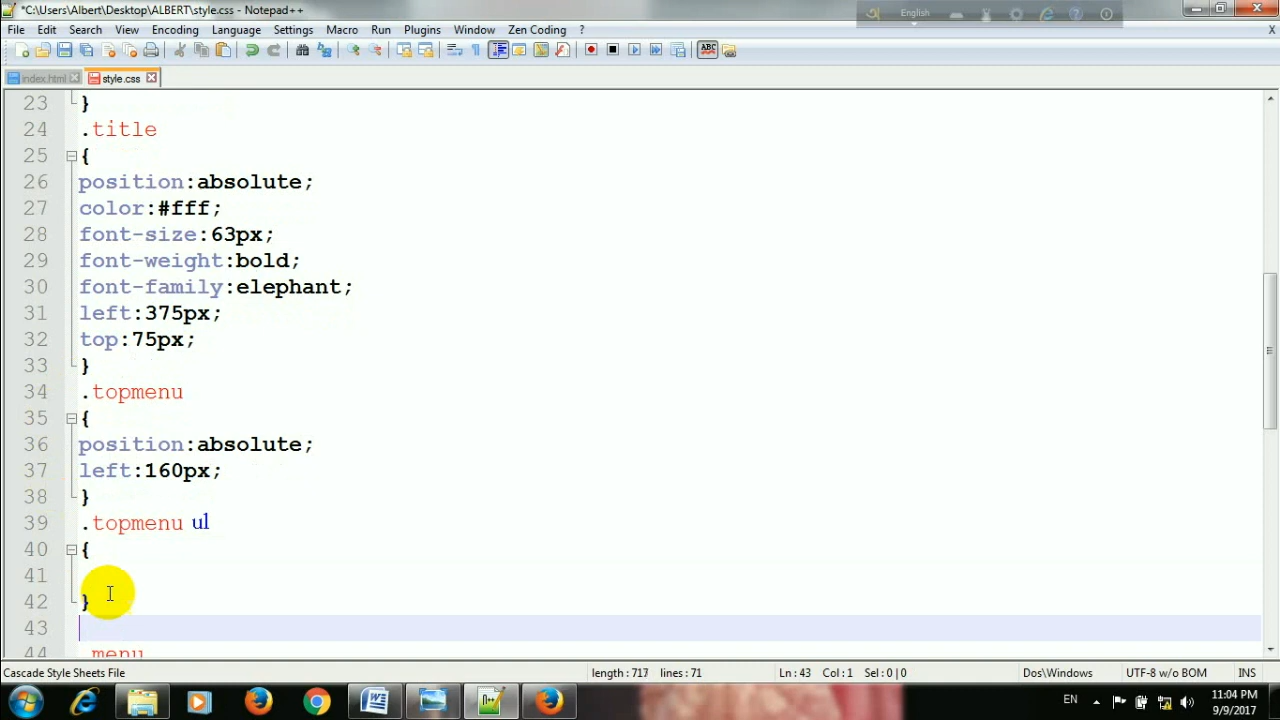 *C:\Users\Albert\Desktop\ALBERT\style.css - Notepad++
English
File Edit Search View Encoding Language Settings Macro Run Plugins Window Zen Coding ? X
ABC
index.html style.css
23 }
24 .title
25 {
26 position:absolute;
27 color:#fff;
28 font-size:63px;
29 font-weight:bold;
30 font-family:elephant;
31 left:375px;
32 top:75px;
33 }
34 .topmenu
35 {
36 position:absolute;
37 left:160px;
38 }
39 .topmenu ul
40 {
41
42 }
43
44 .menu
Cascade Style Sheets File length : 717 lines : 71 Ln : 43 Col : 1 Sel : 0 | 0 Dos\Windows UTF-8 w/o BOM INS
EN 11:04 PM
9/9/2017